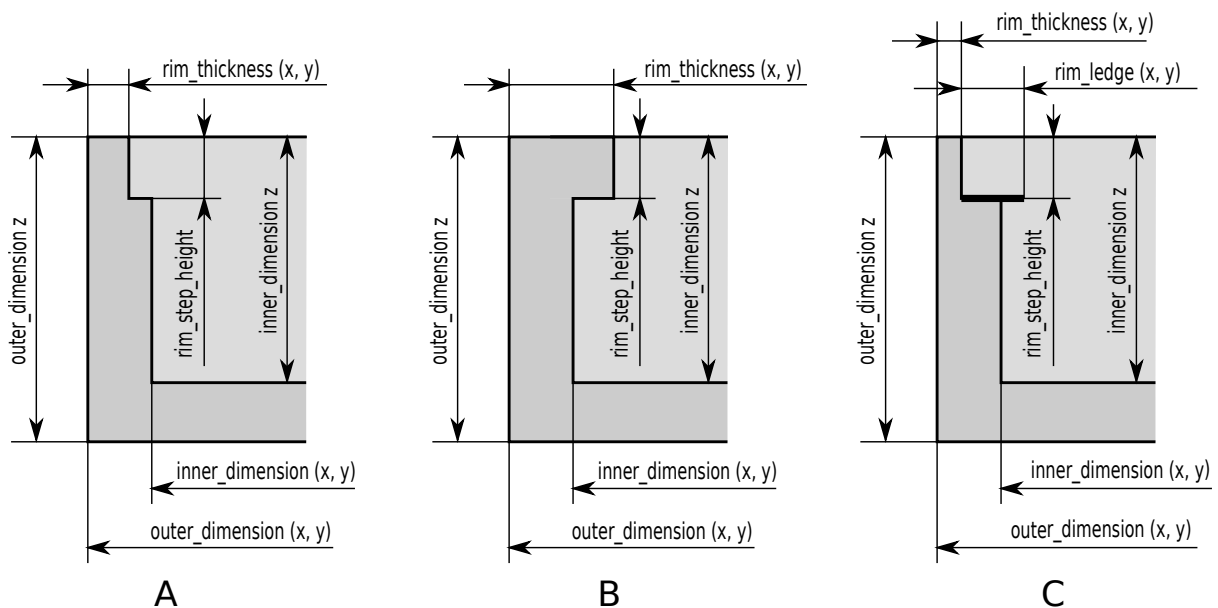 rim_thickness (x, y)
outer_dimension z
rim_step_height
inner_dimension z
inner_dimension (x, y)
outer_dimension (x, y)
A
rim_thickness (x, y)
outer_dimension z
rim_step_height
inner_dimension z
inner_dimension (x, y)
outer_dimension (x, y)
B
rim_thickness (x, y)
rim_ledge (x, y)
outer_dimension z
rim_step_height
inner_dimension z
inner_dimension (x, y)
outer_dimension (x, y)
C